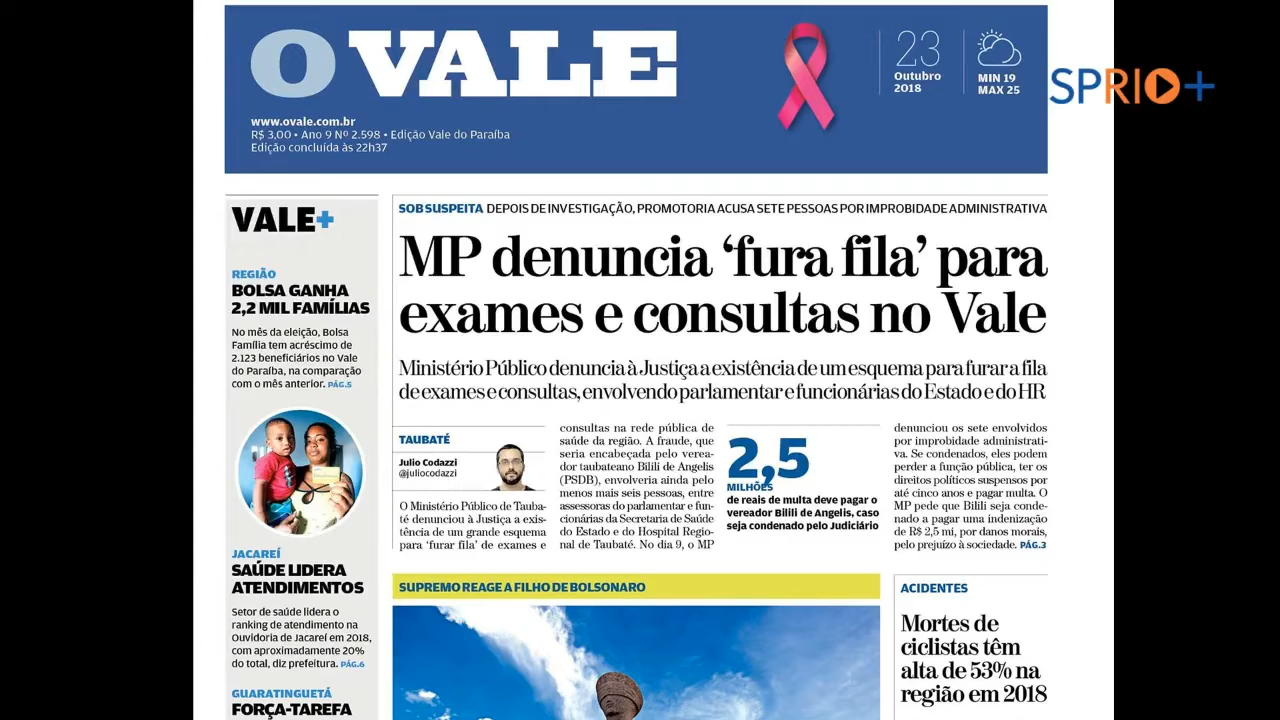 O VALE
www.ovale.com.br
R$ 3,00 • Ano 9 Nº 2.598 • Edição Vale do Paraíba
Edição concluída às 22h37
23
Outubro
2018
MIN 19
MAX 25
SPRIO+
VALE+
REGIÃO
BOLSA GANHA
2,2 MIL FAMÍLIAS
No mês da eleição, Bolsa
Família tem acréscimo de
2.123 beneficiários no Vale
do Paraíba, na comparação
com o mês anterior. PÁG.5
JACAREÍ
SAÚDE LIDERA
ATENDIMENTOS
Setor de saúde lidera o
ranking de atendimento na
Ouvidoria de Jacareí em 2018,
com aproximadamente 20%
do total, diz prefeitura. PÁG.6
GUARATINGUETÁ
FORÇA-TAREFA
SOB SUSPEITA DEPOIS DE INVESTIGAÇÃO, PROMOTORIA ACUSA SETE PESSOAS POR IMPROBIDADE ADMINISTRATIVA
MP denuncia ‘fura fila’ para
exames e consultas no Vale
Ministério Público denuncia à Justiça a existência de um esquema para furar a fila
de exames e consultas, envolvendo parlamentar e funcionárias do Estado e do HR
TAUBATÉ
Julio Codazzi
@juliocodazzi
O Ministério Público de Tauba-
té denunciou à Justiça a exis-
tência de um grande esquema
para ‘furar fila’ de exames e
consultas na rede pública de
saúde da região. A fraude, que
seria encabeçada pelo verea-
dor taubateano Bilili de Angelis
(PSDB), envolveria ainda pelo
menos mais seis pessoas, entre
assessoras do parlamentar e fun-
cionárias da Secretaria de Saúde
do Estado e do Hospital Regio-
nal de Taubaté. No dia 9, o MP
2,5
MILHÕES
de reais de multa deve pagar o
vereador Bilili de Angelis, caso
seja condenado pelo Judiciário
denunciou os sete envolvidos
por improbidade administrati-
va. Se condenados, eles podem
perder a função pública, ter os
direitos políticos suspensos por
até cinco anos e pagar multa. O
MP pede que Bilili seja conde-
nado a pagar uma indenização
de R$ 2,5 mi, por danos morais,
pelo prejuízo à sociedade. PÁG.3
SUPREMO REAGE A FILHO DE BOLSONARO
ACIDENTES
Mortes de
ciclistas têm
alta de 53% na
região em 2018